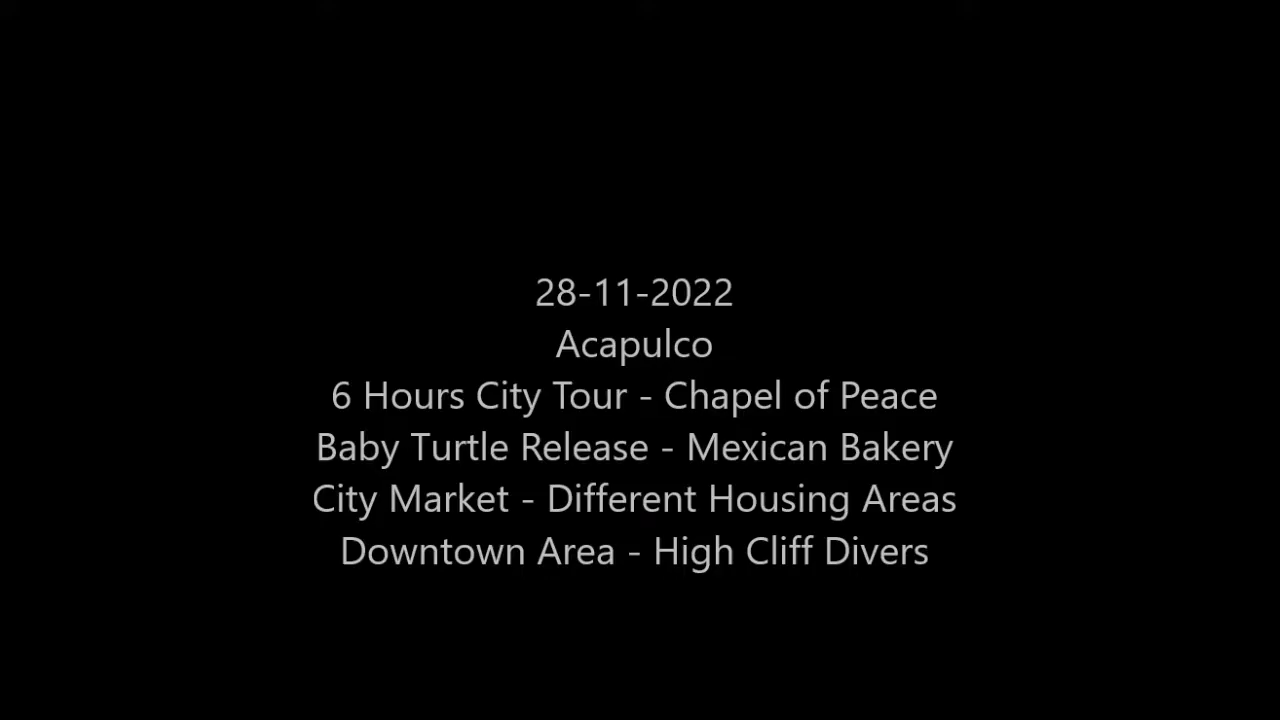 28-11-2022
Acapulco
6 Hours City Tour - Chapel of Peace
Baby Turtle Release - Mexican Bakery
City Market - Different Housing Areas
Downtown Area - High Cliff Divers